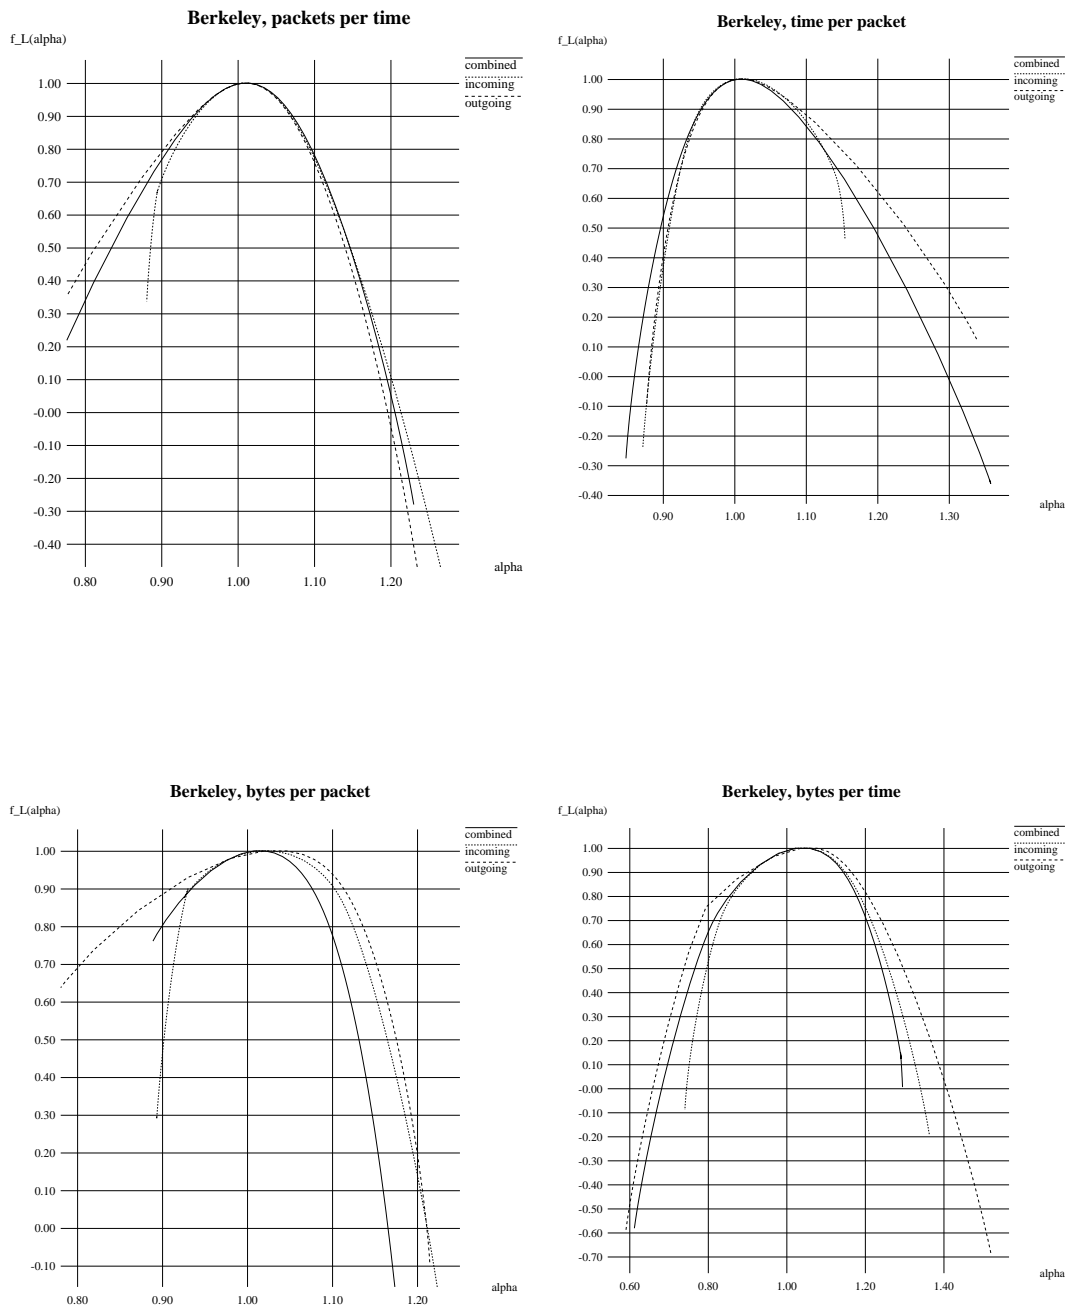 Berkeley, packets per time
f_L(alpha)
combined
incoming
outgoing
1.00
0.90
0.80
0.70
0.60
0.50
0.40
0.30
0.20
0.10
-0.00
-0.10
-0.20
-0.30
-0.40
alpha
0.80 0.90 1.00 1.10 1.20
Berkeley, time per packet
f_L(alpha)
combined
incoming
outgoing
1.00
0.90
0.80
0.70
0.60
0.50
0.40
0.30
0.20
0.10
-0.00
-0.10
-0.20
-0.30
-0.40
alpha
0.90 1.00 1.10 1.20 1.30
Berkeley, bytes per packet
f_L(alpha)
combined
incoming
outgoing
1.00
0.90
0.80
0.70
0.60
0.50
0.40
0.30
0.20
0.10
0.00
-0.10
alpha
0.80 0.90 1.00 1.10 1.20
Berkeley, bytes per time
f_L(alpha)
combined
incoming
outgoing
1.00
0.90
0.80
0.70
0.60
0.50
0.40
0.30
0.20
0.10
-0.00
-0.10
-0.20
-0.30
-0.40
-0.50
-0.60
-0.70
alpha
0.60 0.80 1.00 1.20 1.40